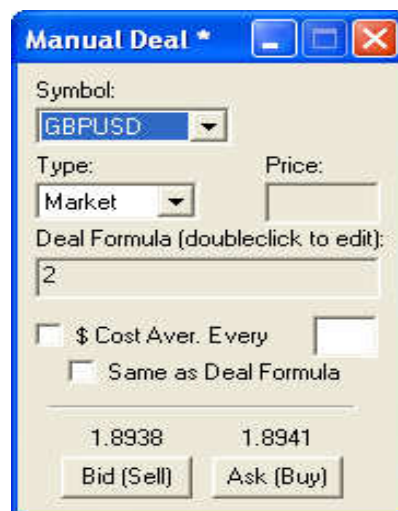 Manual Deal *
Symbol:
GBPUSD
Type: Price:
Market
Deal Formula (doubleclick to edit):
2
$ Cost Aver. Every
Same as Deal Formula
1.8938 1.8941
Bid (Sell) Ask (Buy)